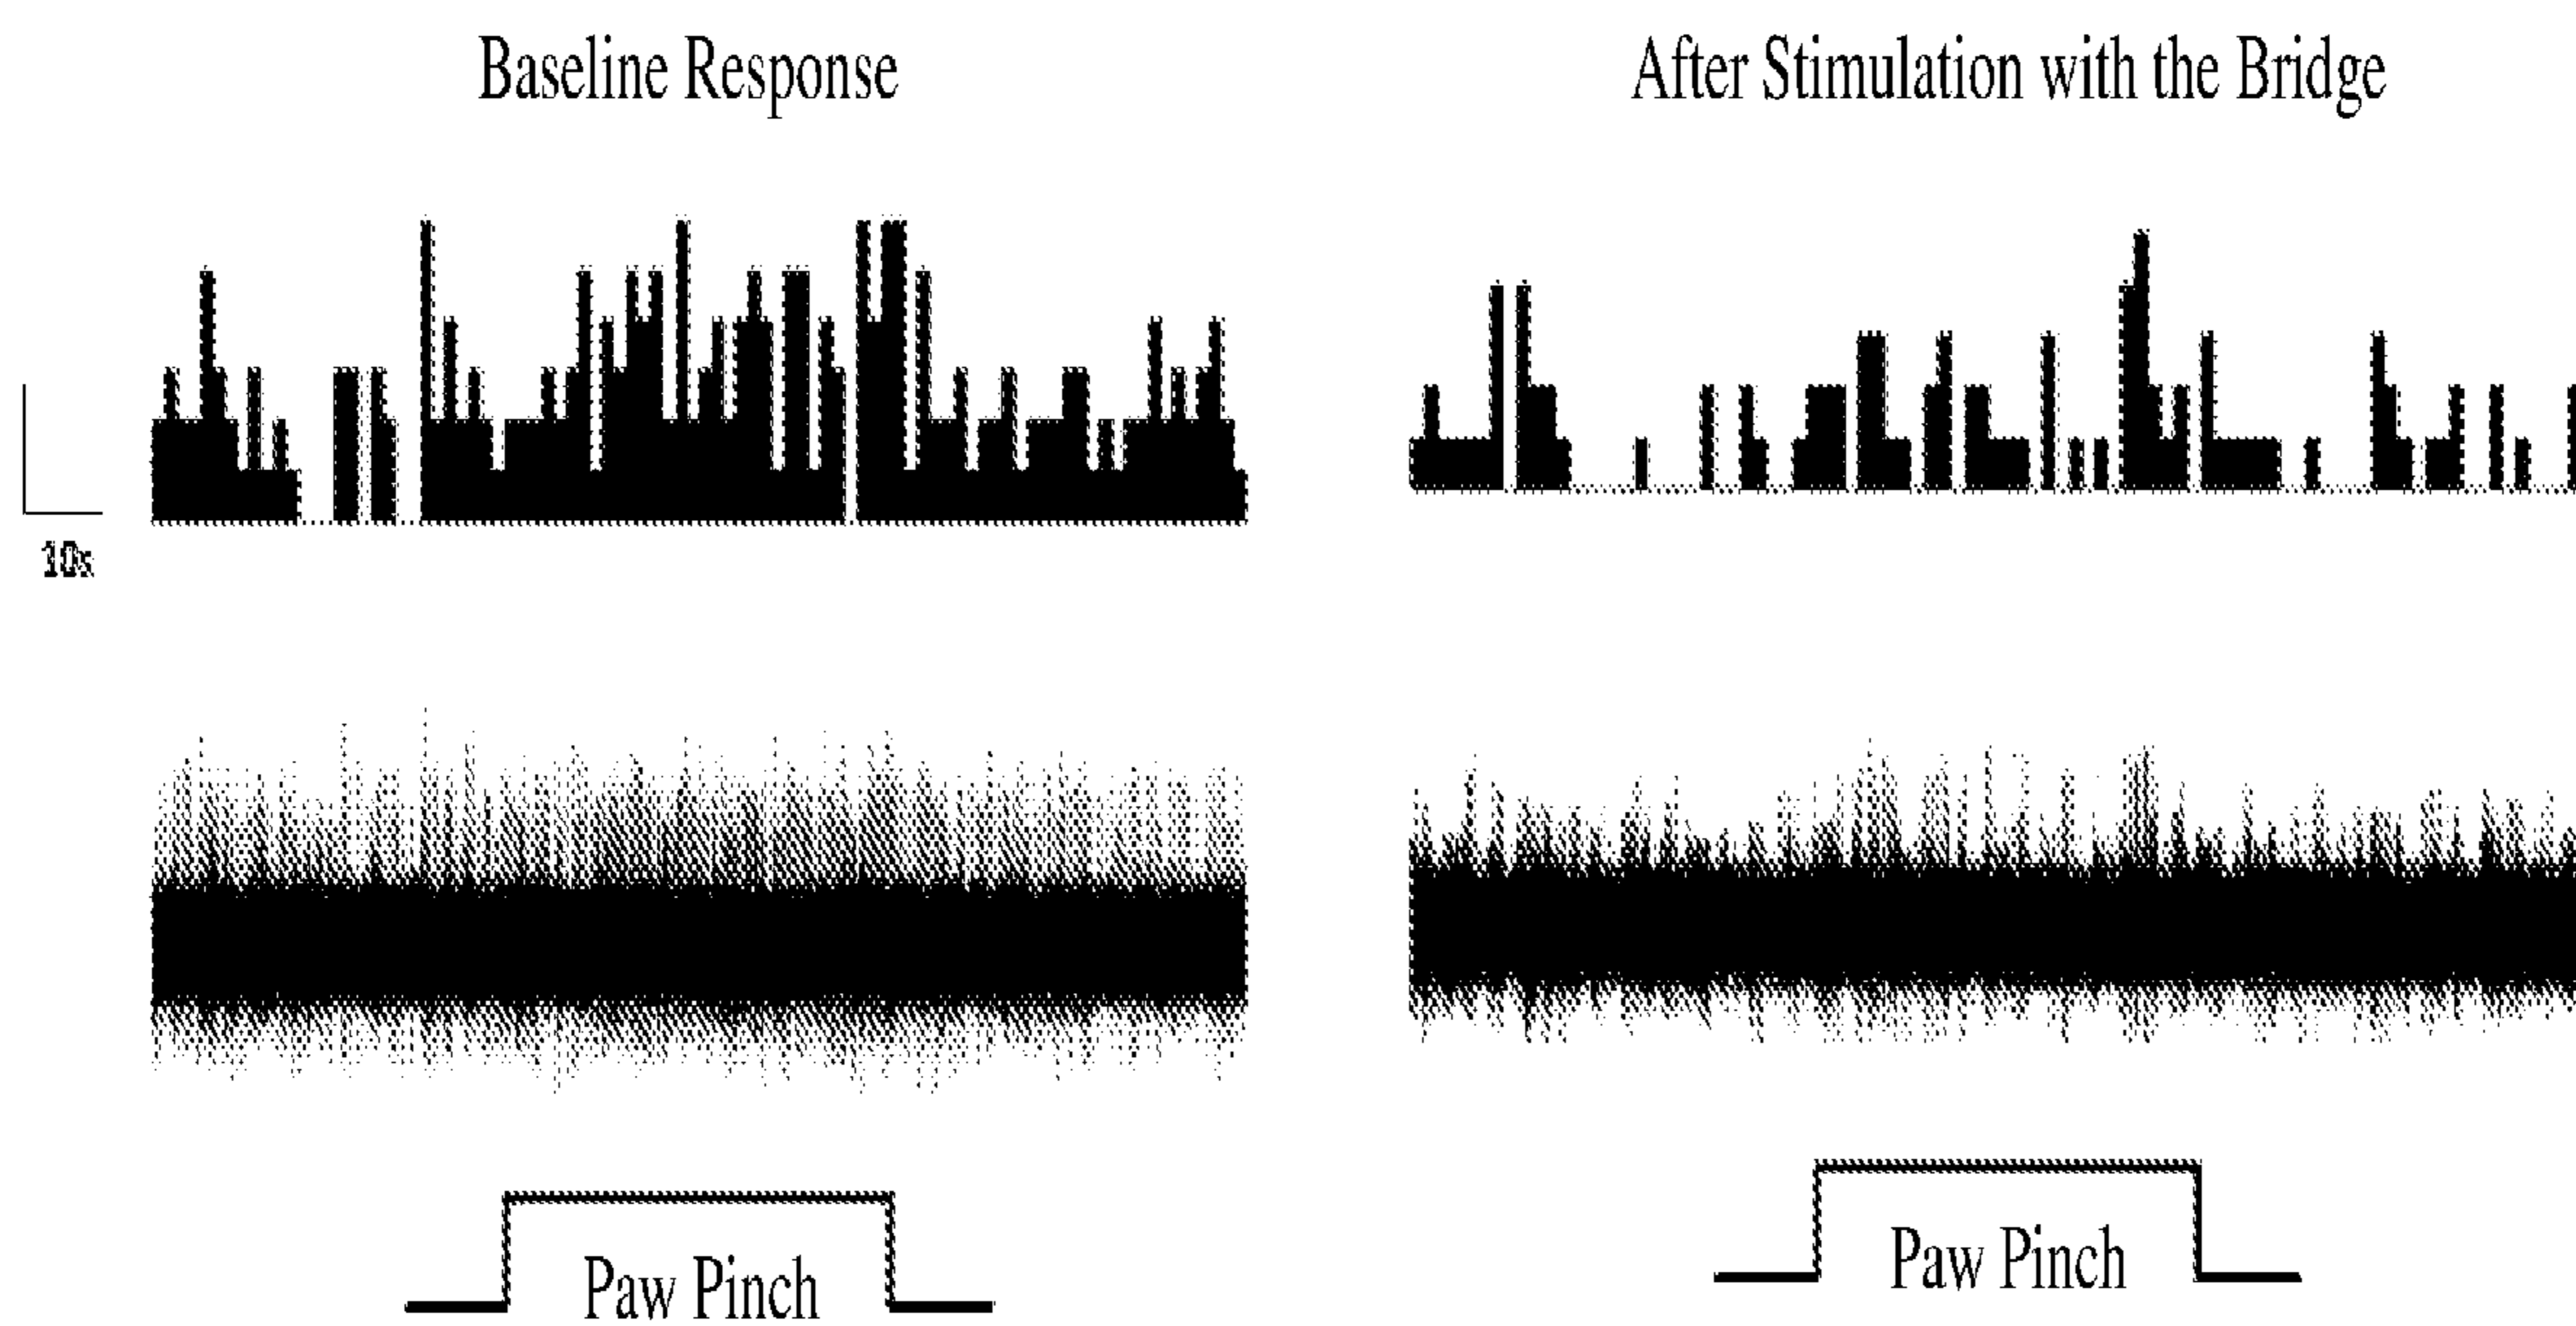 Baseline Response
After Stimulation with the Bridge
10s
Paw Pinch
Paw Pinch